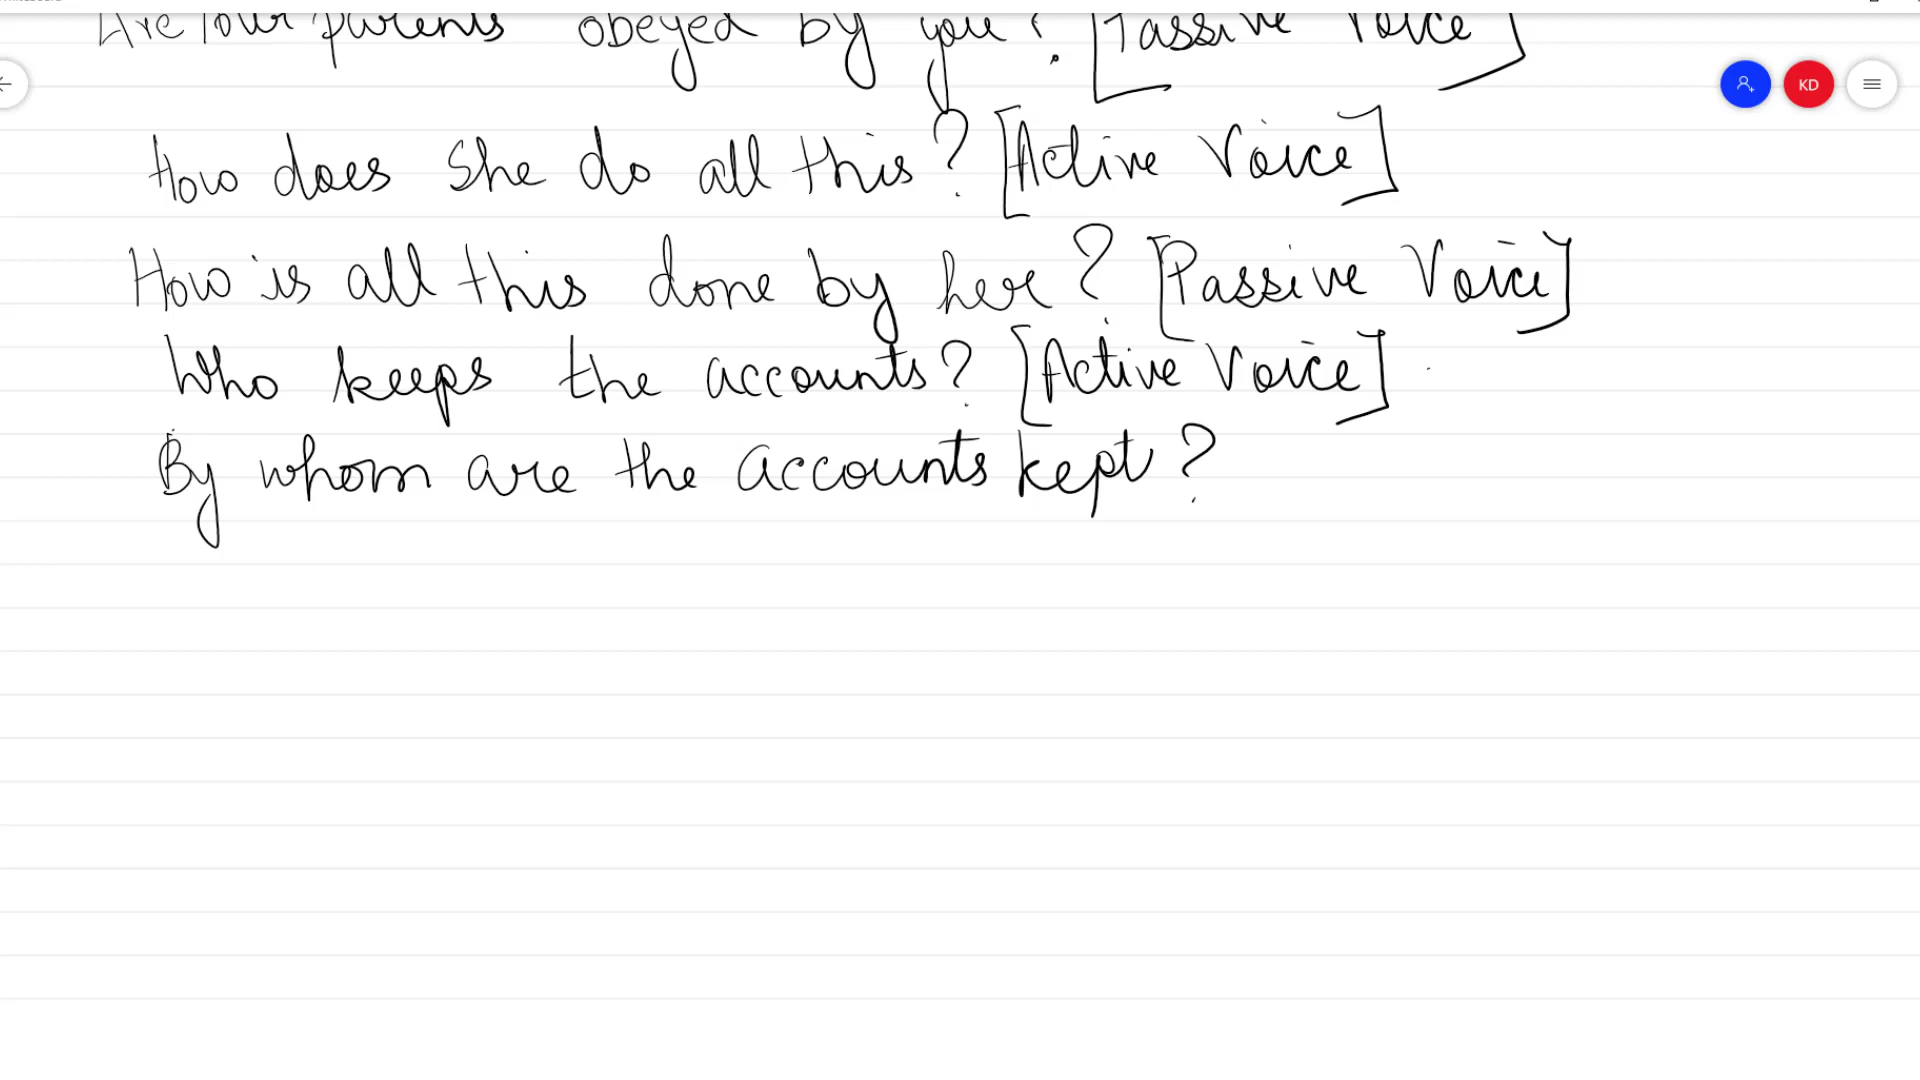 Are Your parents obeyed by you? [Passive Voice]
KD
How does She do all this? [Active Voice]
How is all this done by her? [Passive Voice]
Who keeps the accounts? [Active Voice]
By whom are the accounts kept?